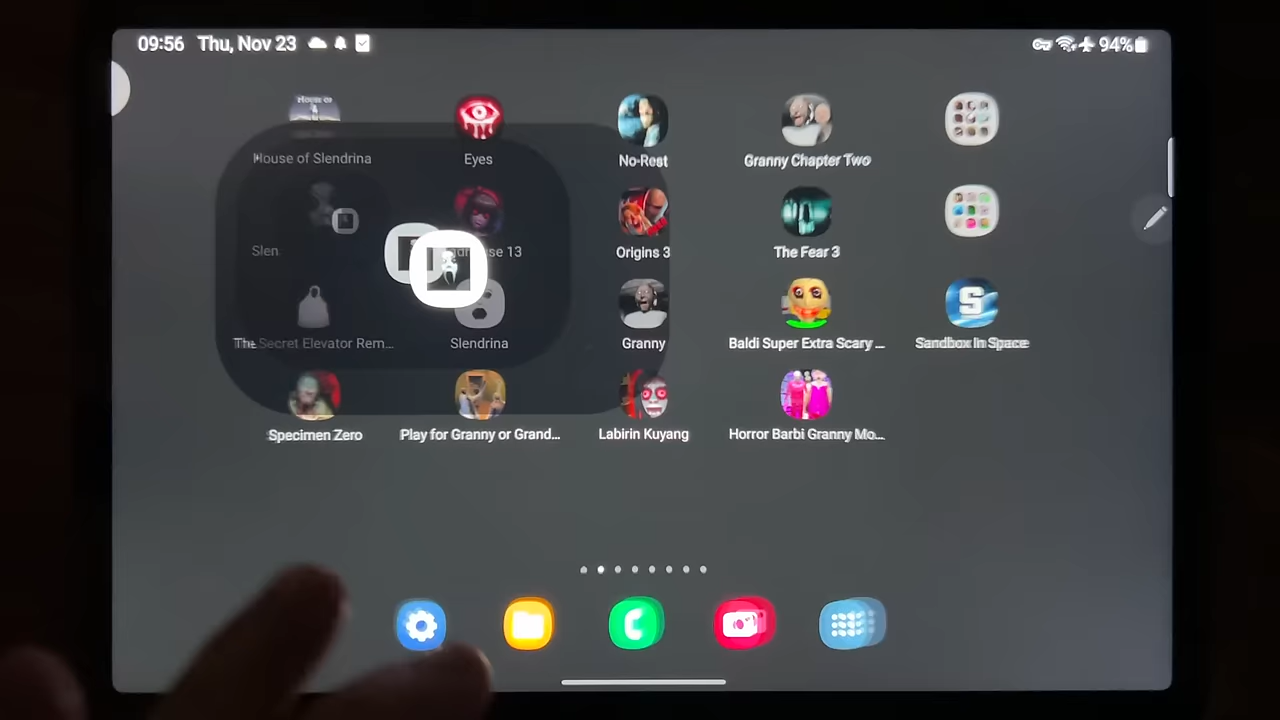 09:56 Thu, Nov 23 94%
House of Slendrina Eyes No-Rest Granny Chapter Two
Slen 13 Origins 3 The Fear 3
The Secret Elevator Rem... Slendrina Granny Baldi Super Extra Scary ... Sandbox In Space
Specimen Zero Play for Granny or Grand... Labirin Kuyang Horror Barbi Granny Mo...